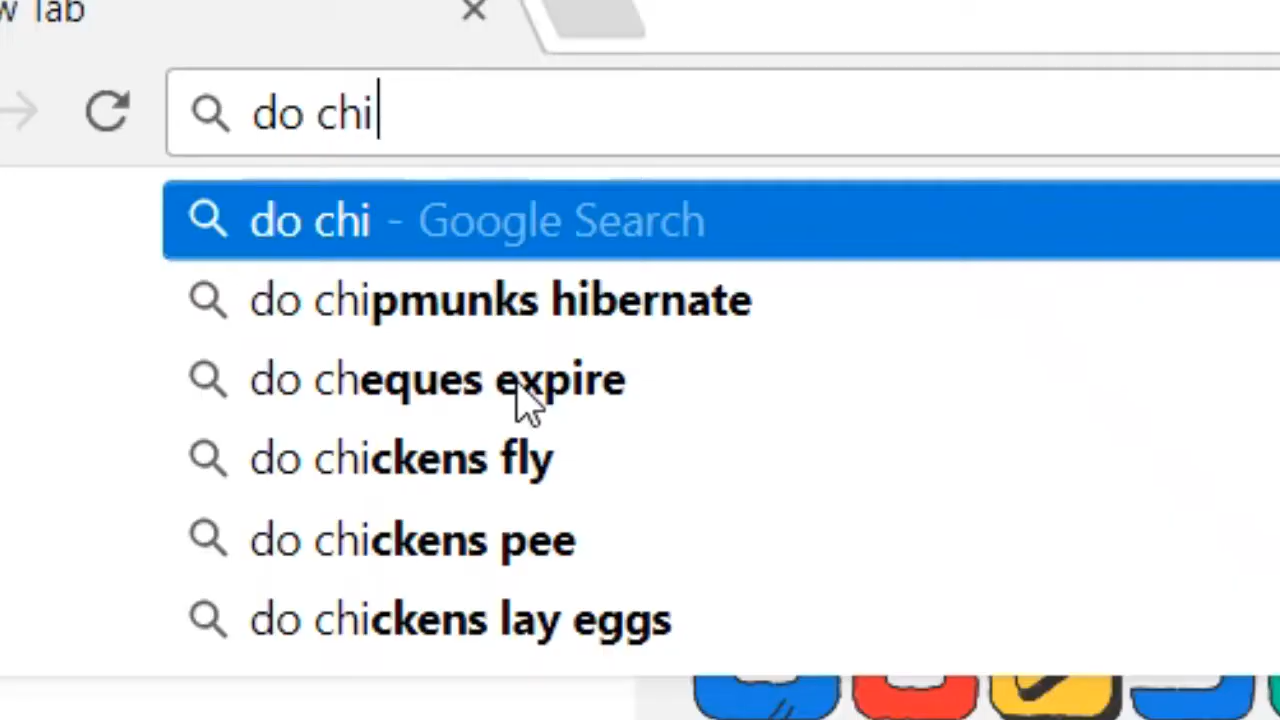 w Tab
do chi
do chi - Google Search
do chipmunks hibernate
do cheques expire
do chickens fly
do chickens pee
do chickens lay eggs